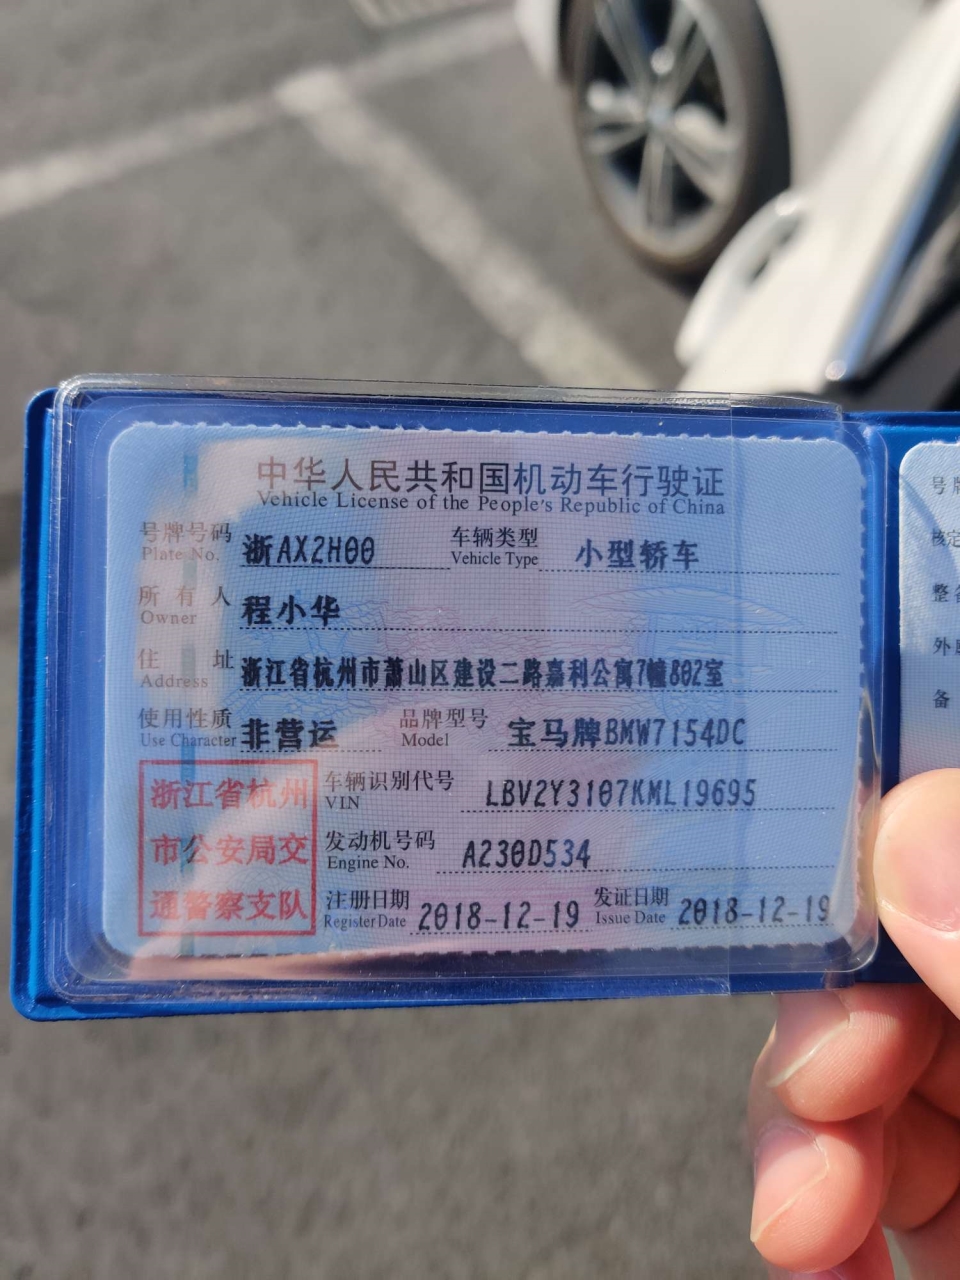 中华人民共和国机动车行驶证
Vehicle License of the People's Republic of China
号牌号码 浙AX2H00 车辆类型 小型轿车
Plate No. Vehicle Type
所有人 程小华
Owner
住址 浙江省杭州市萧山区建设二路嘉利公寓7幢802室
Address
使用性质 非营运 品牌型号 宝马牌BMW7154DC
Use Character Model
浙江省杭州
市公安局交
通警察支队
车辆识别代号 LBV2Y3107KML19695
VIN
发动机号码 A230D534
Engine No.
注册日期 2018-12-19 发证日期 2018-12-19
Register Date Issue Date
号牌
核定
整备
外
备